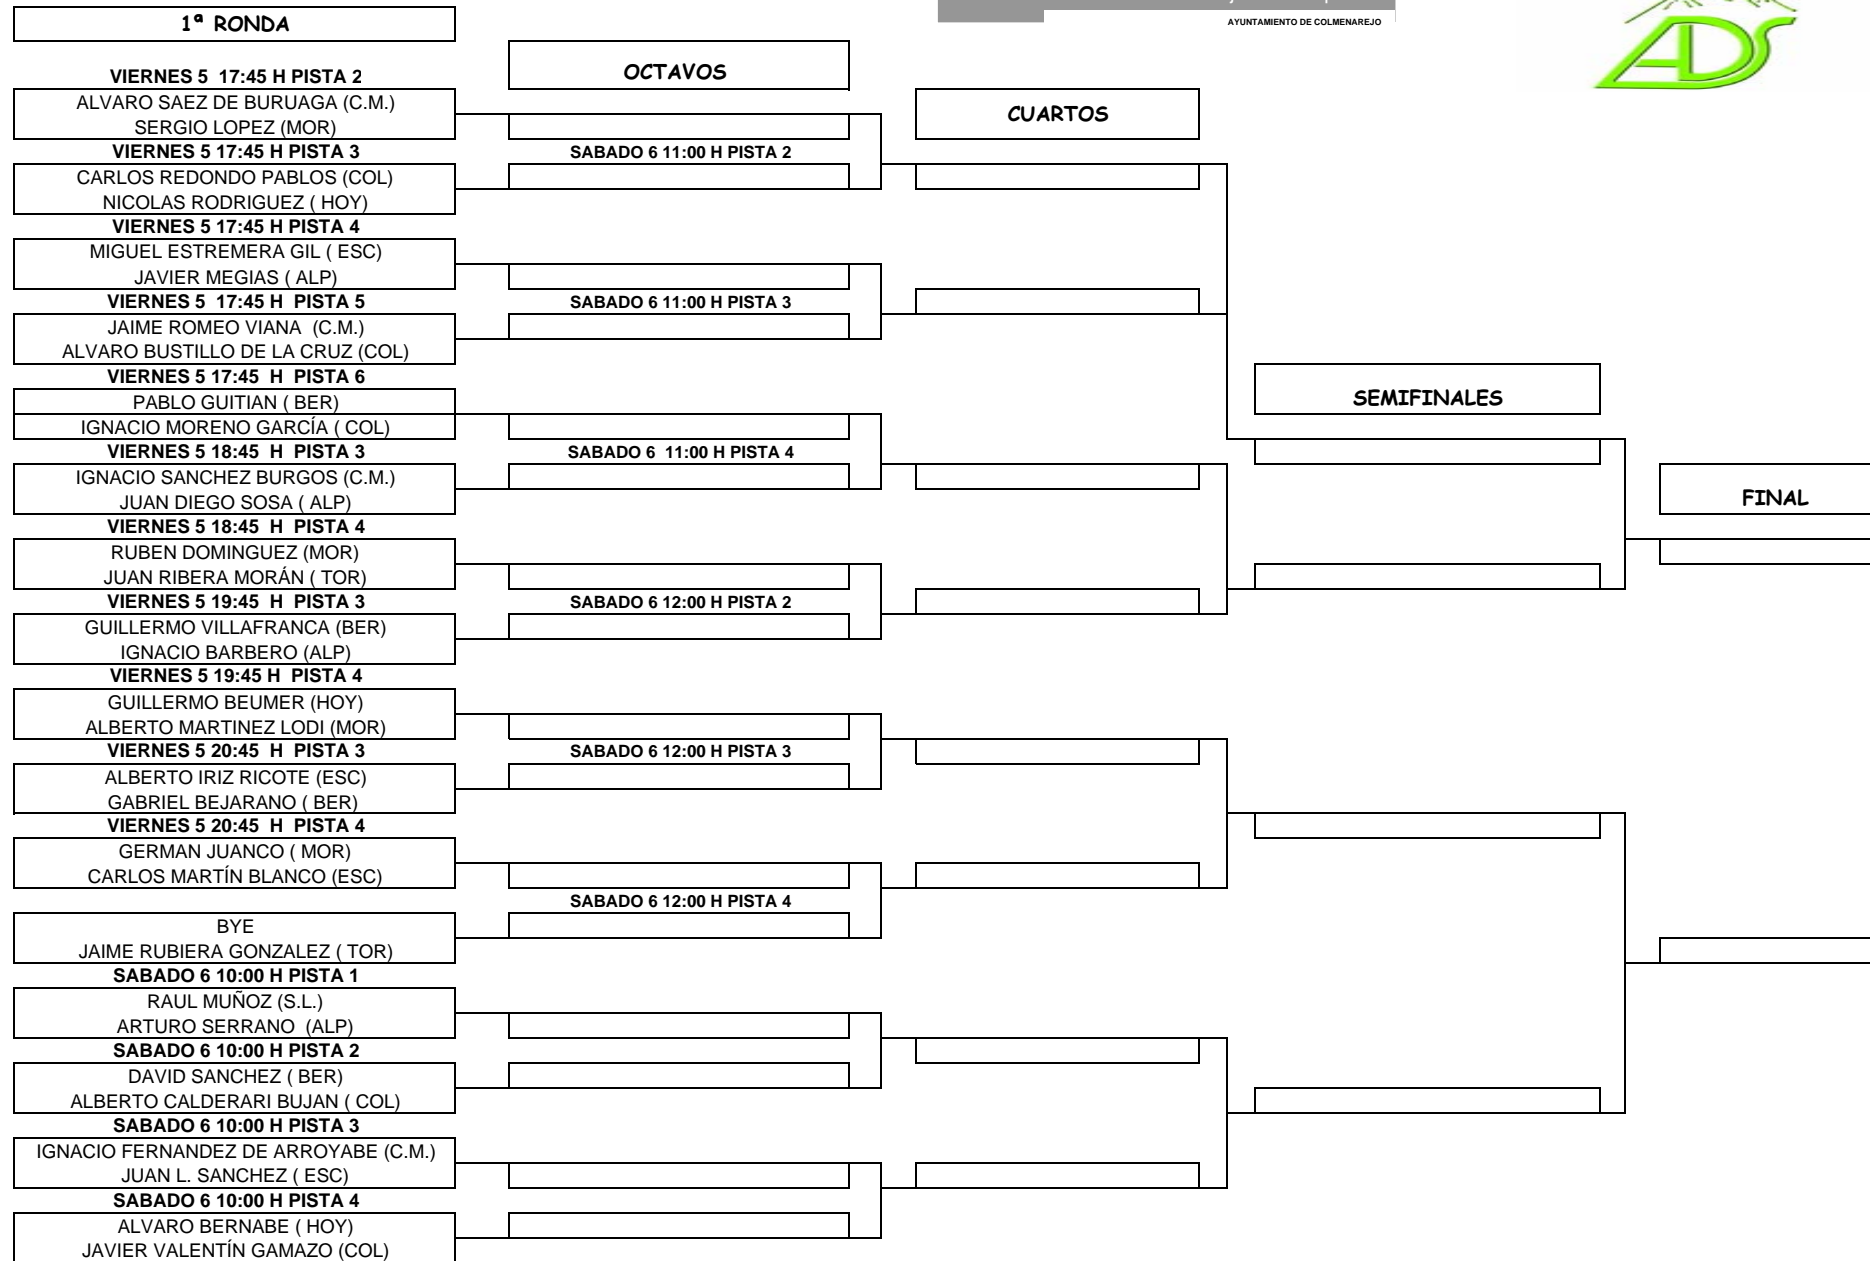 1ª RONDA
AYUNTAMIENTO DE COLMENAREJO
ADS
VIERNES 5 17:45 H PISTA 2
ALVARO SAEZ DE BURUAGA (C.M.)
SERGIO LOPEZ (MOR)
VIERNES 5 17:45 H PISTA 3
CARLOS REDONDO PABLOS (COL)
NICOLAS RODRIGUEZ ( HOY)
VIERNES 5 17:45 H PISTA 4
MIGUEL ESTREMERA GIL ( ESC)
JAVIER MEGIAS ( ALP)
VIERNES 5 17:45 H PISTA 5
JAIME ROMEO VIANA (C.M.)
ALVARO BUSTILLO DE LA CRUZ (COL)
VIERNES 5 17:45 H PISTA 6
PABLO GUITIAN ( BER)
IGNACIO MORENO GARCÍA ( COL)
VIERNES 5 18:45 H PISTA 3
IGNACIO SANCHEZ BURGOS (C.M.)
JUAN DIEGO SOSA ( ALP)
VIERNES 5 18:45 H PISTA 4
RUBEN DOMINGUEZ (MOR)
JUAN RIBERA MORÁN ( TOR)
VIERNES 5 19:45 H PISTA 3
GUILLERMO VILLAFRANCA (BER)
IGNACIO BARBERO (ALP)
VIERNES 5 19:45 H PISTA 4
GUILLERMO BEUMER (HOY)
ALBERTO MARTINEZ LODI (MOR)
VIERNES 5 20:45 H PISTA 3
ALBERTO IRIZ RICOTE (ESC)
GABRIEL BEJARANO ( BER)
VIERNES 5 20:45 H PISTA 4
GERMAN JUANCO ( MOR)
CARLOS MARTÍN BLANCO (ESC)
BYE
JAIME RUBIERA GONZALEZ ( TOR)
SABADO 6 10:00 H PISTA 1
RAUL MUÑOZ (S.L.)
ARTURO SERRANO (ALP)
SABADO 6 10:00 H PISTA 2
DAVID SANCHEZ ( BER)
ALBERTO CALDERARI BUJAN ( COL)
SABADO 6 10:00 H PISTA 3
IGNACIO FERNANDEZ DE ARROYABE (C.M.)
JUAN L. SANCHEZ ( ESC)
SABADO 6 10:00 H PISTA 4
ALVARO BERNABE ( HOY)
JAVIER VALENTÍN GAMAZO (COL)
OCTAVOS
SABADO 6 11:00 H PISTA 2
SABADO 6 11:00 H PISTA 3
SABADO 6 11:00 H PISTA 4
SABADO 6 12:00 H PISTA 2
SABADO 6 12:00 H PISTA 3
SABADO 6 12:00 H PISTA 4
CUARTOS
SEMIFINALES
FINAL